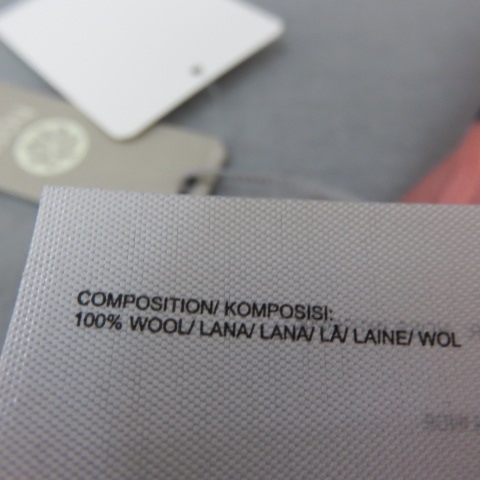 COMPOSITION/ KOMPOSISI:
100% WOOL/ LANA/ LANA/ LÃ/ LAINE/ WOL